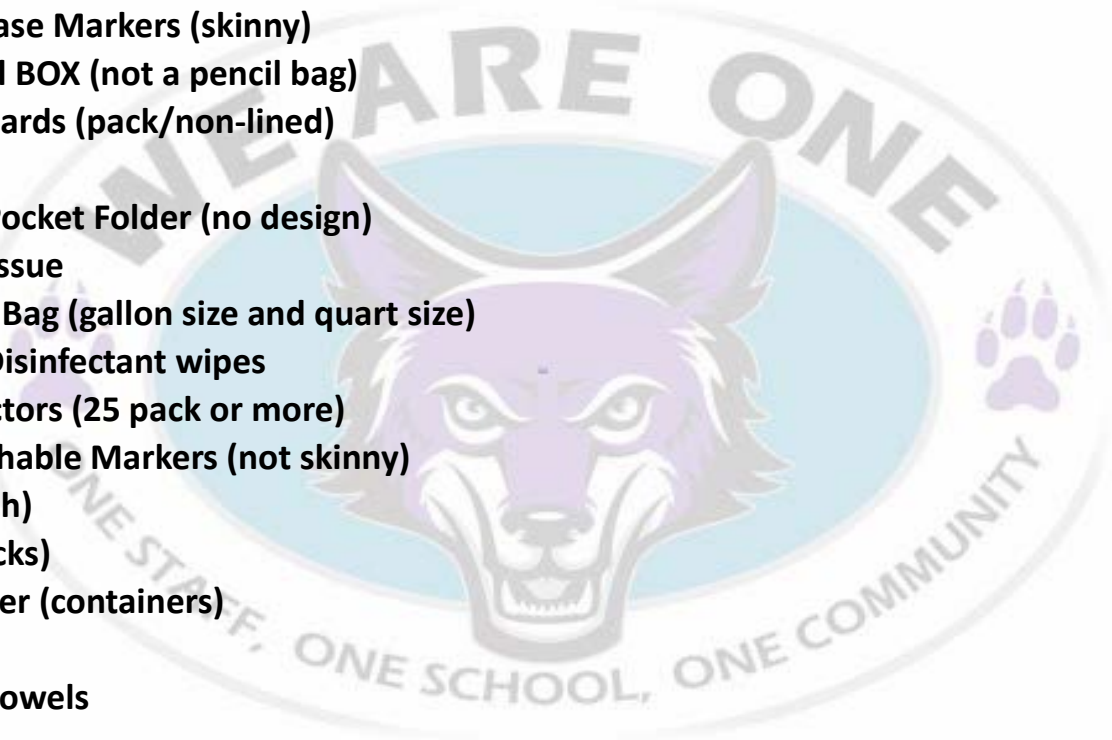 WE ARE ONE
ase Markers (skinny)
l BOX (not a pencil bag)
ards (pack/non-lined)
Pocket Folder (no design)
issue
Bag (gallon size and quart size)
Disinfectant wipes
ctors (25 pack or more)
hable Markers (not skinny)
h)
cks)
er (containers)
owels
ONE STAFF, ONE SCHOOL, ONE COMMUNITY